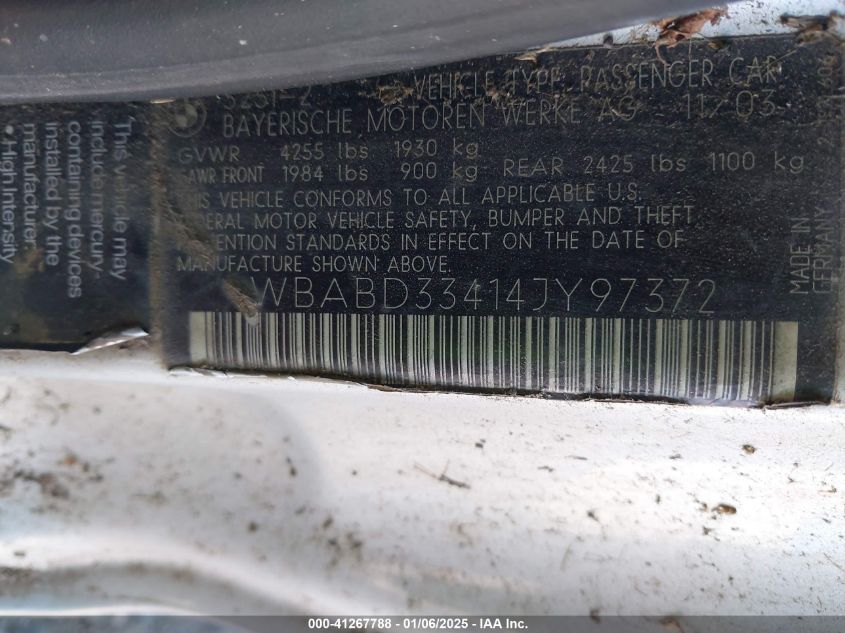 VEHICLE TYPE: PASSENGER CAR
BAYERISCHE MOTOREN WERKE AG - 11/03
GVWR 4255 lbs 1930 kg
GAWR FRONT 1984 lbs 900 kg REAR 2425 lbs 1100 kg
THIS VEHICLE CONFORMS TO ALL APPLICABLE U.S.
FEDERAL MOTOR VEHICLE SAFETY, BUMPER AND THEFT
PREVENTION STANDARDS IN EFFECT ON THE DATE OF
MANUFACTURE SHOWN ABOVE.
WBABD33414JY97372
MADE IN
GERMANY
This vehicle may
include mercury
containing devices
installed by the
manufacturer:
• High Intensity
000-41267788 - 01/06/2025 - IAA Inc.